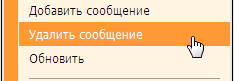 Добавить сообщение
Удалить сообщение
Обновить